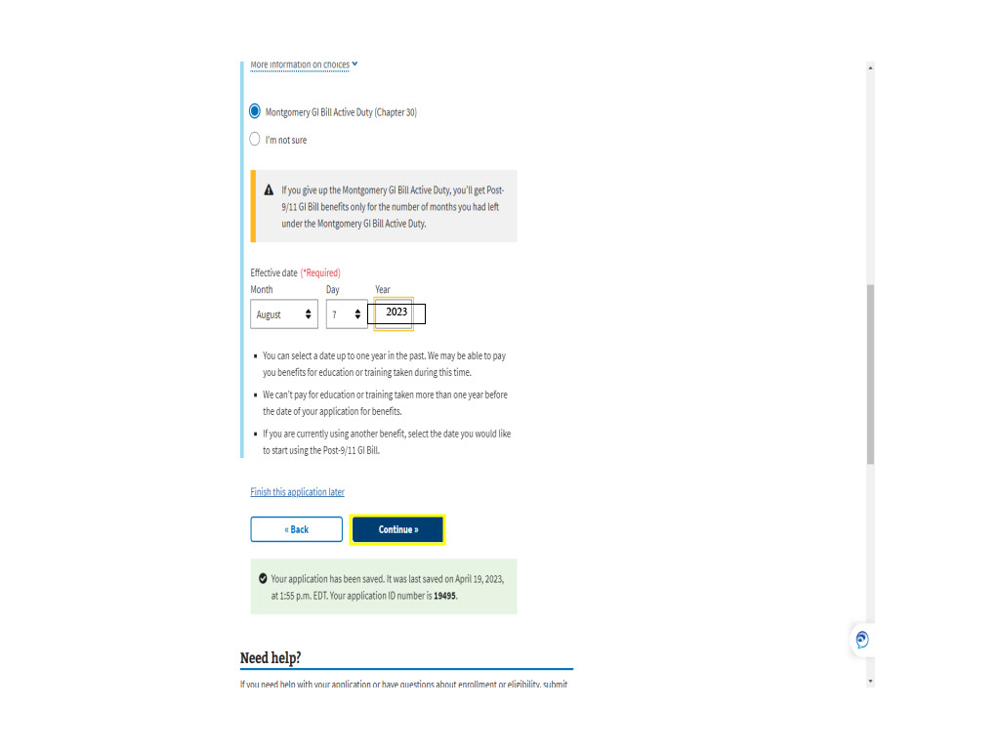 More information on choices
Montgomery GI Bill Active Duty (Chapter 30)
I'm not sure
If you give up the Montgomery GI Bill Active Duty, you'll get Post-
9/11 GI Bill benefits only for the number of months you had left
under the Montgomery GI Bill Active Duty.
Effective date (*Required)
Month Day Year
August 7 2023
You can select a date up to one year in the past. We may be able to pay
you benefits for education or training taken during this time.
We can't pay for education or training taken more than one year before
the date of your application for benefits.
If you are currently using another benefit, select the date you would like
to start using the Post-9/11 GI Bill.
Finish this application later
« Back Continue »
Your application has been saved. It was last saved on April 19, 2023,
at 1:55 p.m. EDT. Your application ID number is 19495.
Need help?
If you need help with your application or have questions about enrollment or eligibility, submit